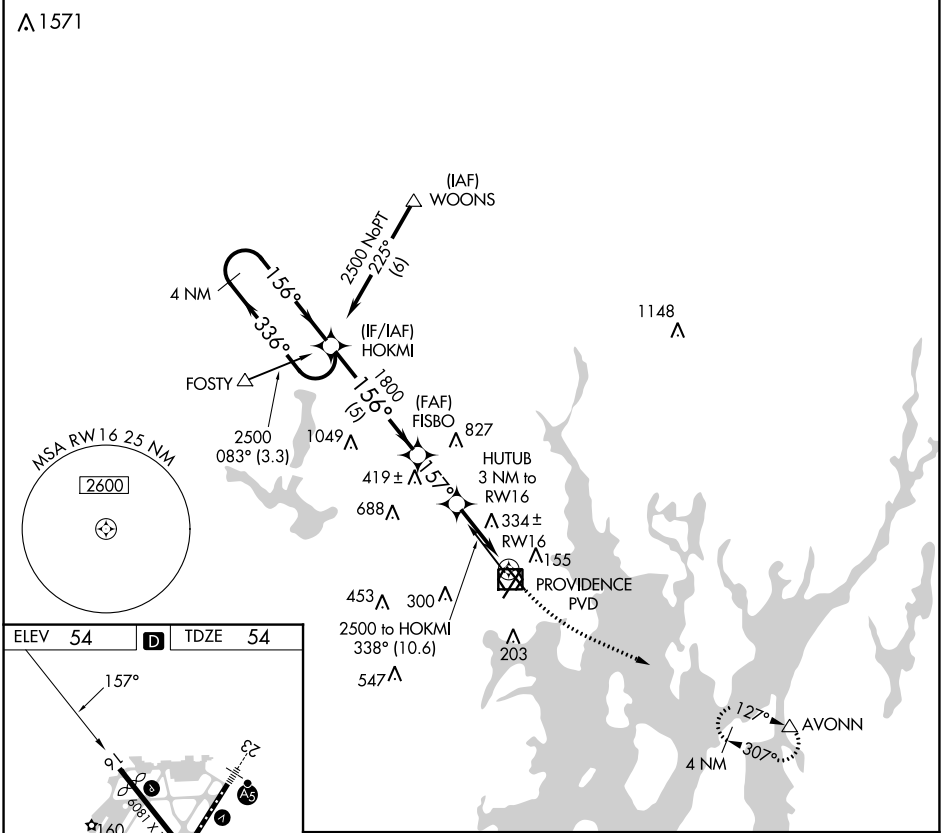 1571
(IAF)
WOONS
2500 NoPT
225°
(6)
4 NM
156°
336°
1148
(IF/IAF)
HOKMI
FOSTY
1800
156°
(5)
(FAF)
FISBO
2500
083° (3.3)
1049
827
MSA RW16 25 NM
2600
419±
157°
HUTUB
3 NM to
RW16
688
334±
RW16
155
PROVIDENCE
PVD
453
300
2500 to HOKMI
338° (10.6)
203
547
127°
AVONN
307°
4 NM
ELEV 54
D
TDZE 54
157°
16
23
P
A5
V
6081 X
160